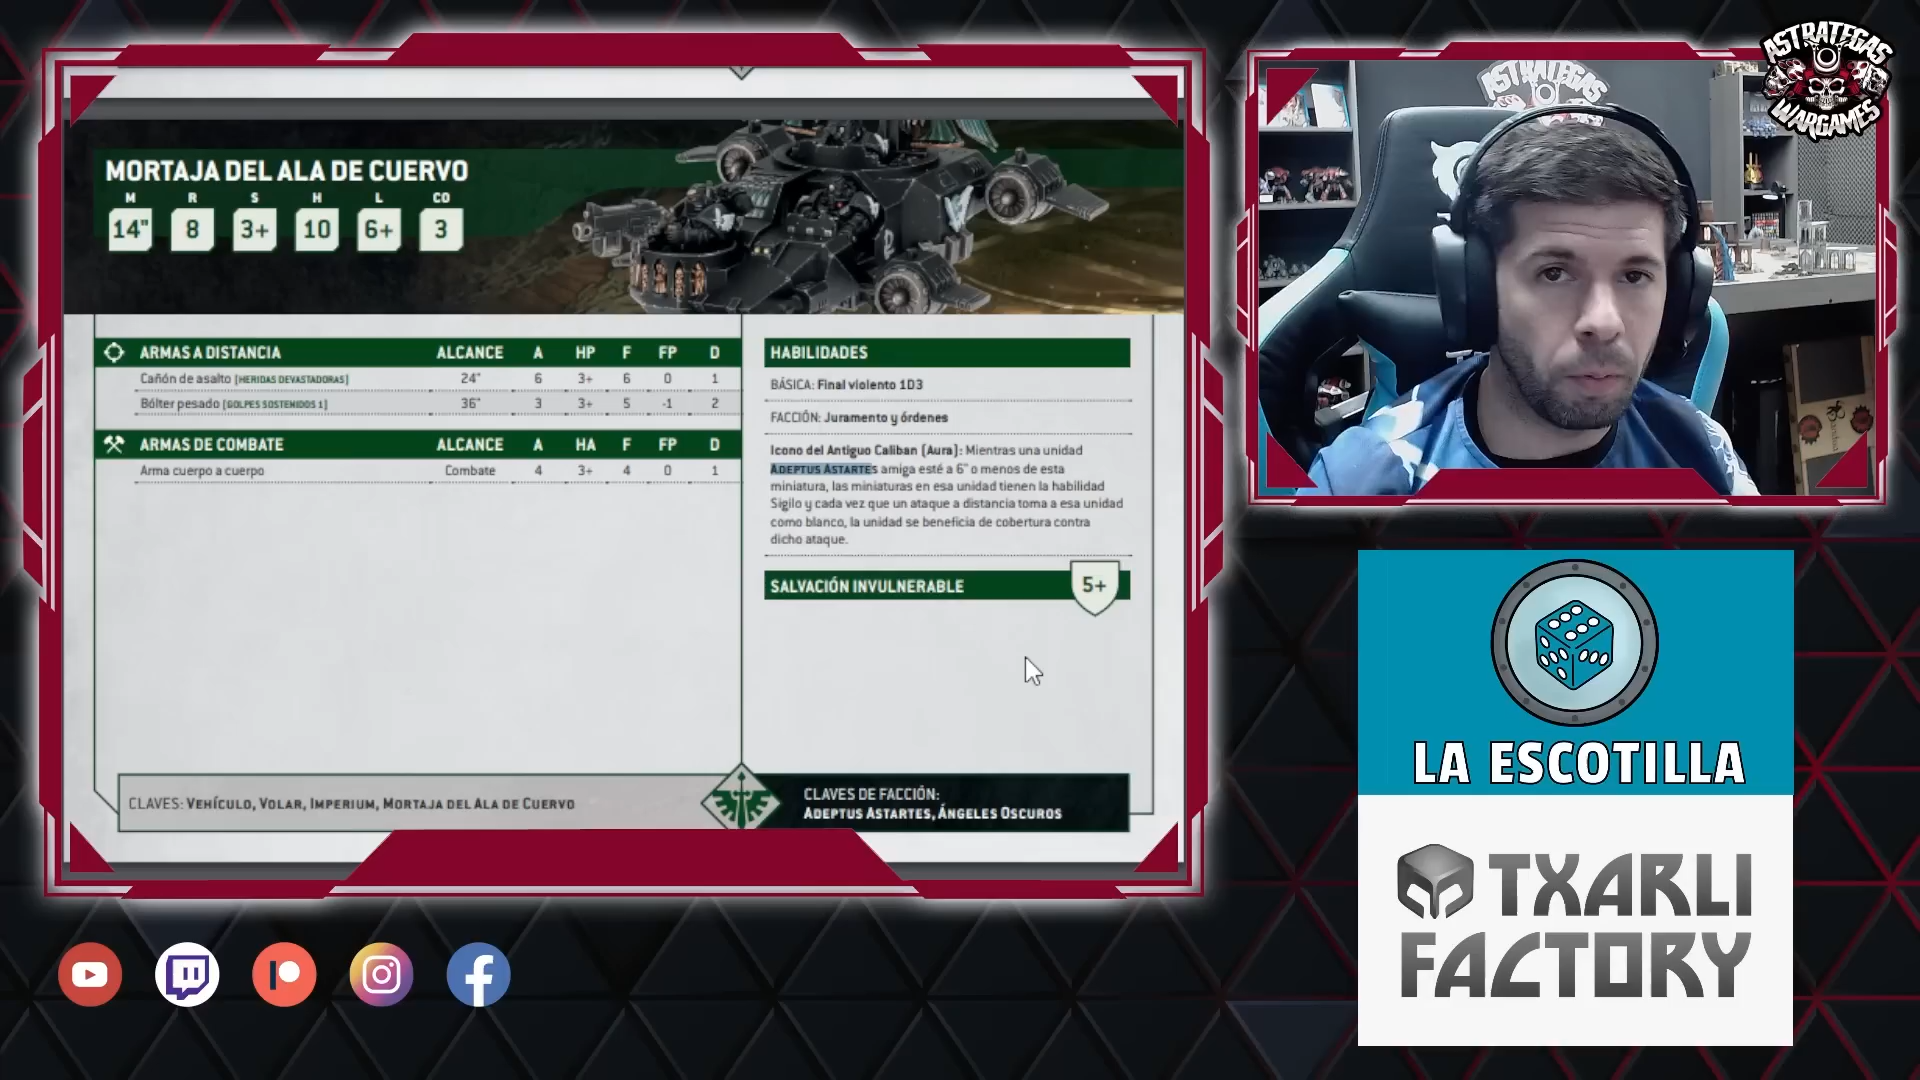 MORTAJA DEL ALA DE CUERVO
M R S H L CO
14" 8 3+ 10 6+ 3
ARMAS A DISTANCIA ALCANCE A HP F FP D
Cañón de asalto [HERIDAS DEVASTADORAS] 24" 6 3+ 6 0 1
Bólter pesado [GOLPES SOSTENIDOS 1] 36" 3 3+ 5 -1 2
ARMAS DE COMBATE ALCANCE A HA F FP D
Arma cuerpo a cuerpo Combate 4 3+ 4 0 1
HABILIDADES
BÁSICA: Final violento 1D3
FACCIÓN: Juramento y órdenes
Icono del Antiguo Caliban (Aura): Mientras una unidad
ADEPTUS ASTARTES amiga esté a 6" o menos de esta
miniatura, las miniaturas en esa unidad tienen la habilidad
Sigilo y cada vez que un ataque a distancia toma a esa unidad
como blanco, la unidad se beneficia de cobertura contra
dicho ataque.
SALVACIÓN INVULNERABLE 5+
CLAVES: VEHÍCULO, VOLAR, IMPERIUM, MORTAJA DEL ALA DE CUERVO
CLAVES DE FACCIÓN:
ADEPTUS ASTARTES, ÁNGELES OSCUROS
ASTRATEGAS
WARGAMES
ASTRATEGAS
LA ESCOTILLA
TXARLI
FACTORY